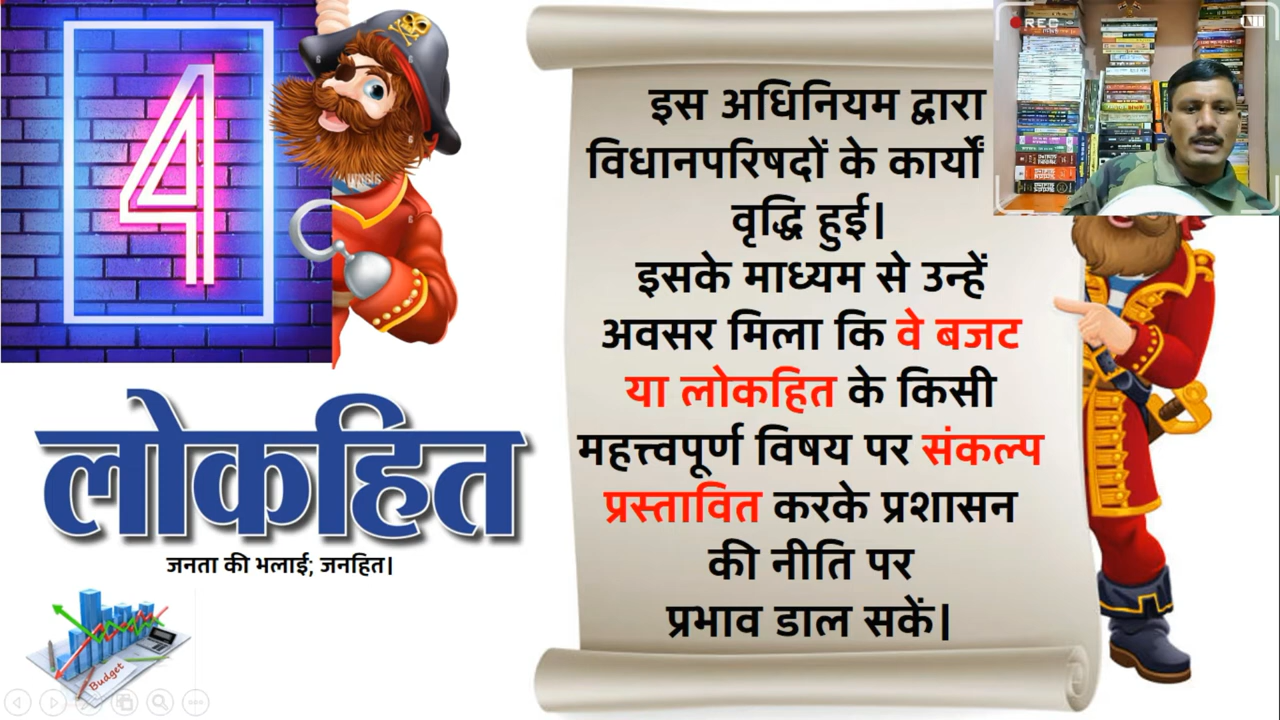 4
लोकहित
जनता की भलाई; जनहित।
Budget
इस अधिनियम द्वारा
विधानपरिषदों के कार्यों
वृद्धि हुई।
इसके माध्यम से उन्हें
अवसर मिला कि वे बजट
या लोकहित के किसी
महत्त्वपूर्ण विषय पर संकल्प
प्रस्तावित करके प्रशासन
की नीति पर
प्रभाव डाल सकें।
REC